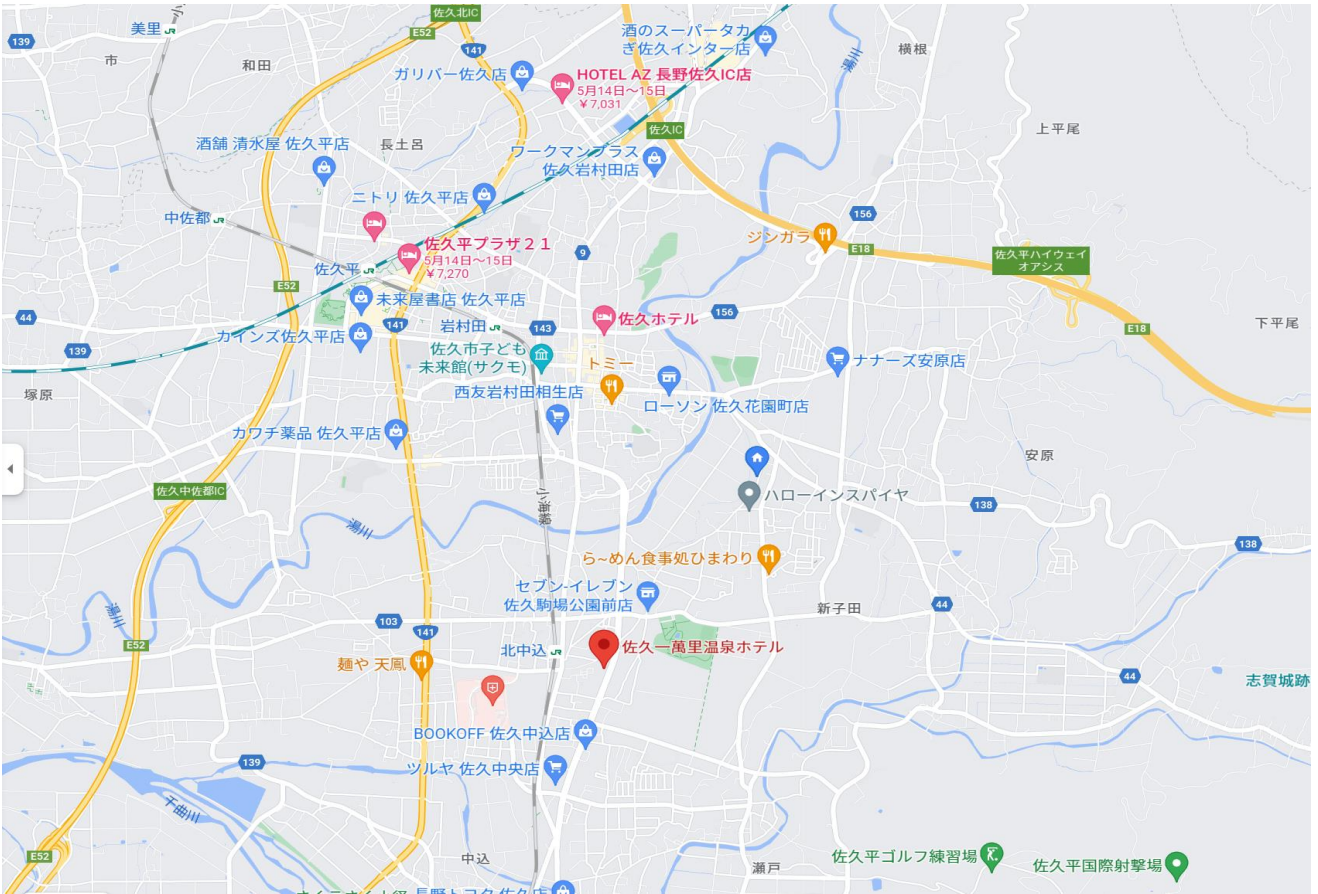 佐久北IC
美里
139
E52
141
市
和田
酒のスーパータカ
ぎ佐久インター店
横根
ガリバー佐久店
HOTEL AZ 長野佐久IC店
5月14日～15日
￥7,031
佐久IC
上平尾
酒舗 清水屋 佐久平店
長土呂
ワークマンプラス
佐久岩村田店
ニトリ 佐久平店
中佐都
156
ジンガラ
E18
佐久平プラザ２１
5月14日～15日
￥7,270
9
佐久平ハイウェイ
オアシス
佐久平
E52
未来屋書店 佐久平店
44
141
岩村田
143
佐久ホテル
156
E18
下平尾
139
カインズ佐久平店
佐久市子ども
未来館(サクモ)
トミー
ナナーズ安原店
塚原
西友岩村田相生店
ローソン 佐久花園町店
カワチ薬品 佐久平店
安原
佐久中佐都IC
小海線
ハローインスパイヤ
138
湯川
138
ら~めん食事処ひまわり
セブン-イレブン
佐久駒場公園前店
湯川
新子田
44
103
141
E52
北中込
佐久一萬里温泉ホテル
麺や 天鳳
44
志賀城跡
BOOKOFF 佐久中込店
139
ツルヤ 佐久中央店
千曲川
E52
中込
瀬戸
佐久平ゴルフ練習場
佐久平国際射撃場
長野トヨタ 佐久店